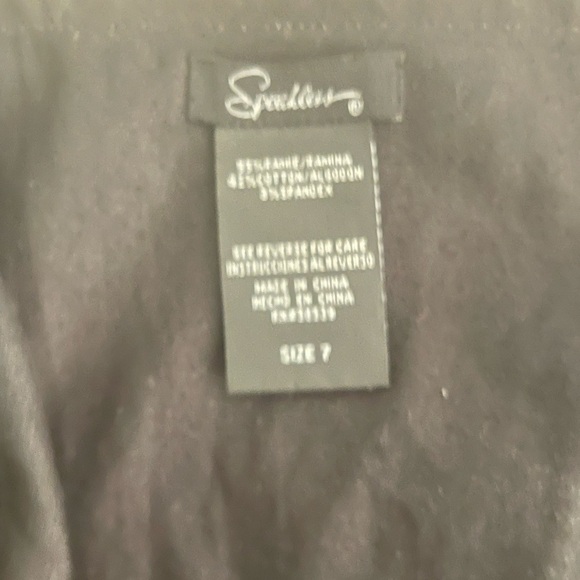 Speechless ®
55%RAMIE/RAMINA
42%COTTON/ALGODON
3%SPANDEX
SEE REVERSE FOR CARE
INSTRUCCIONES AL REVERSO
MADE IN CHINA
HECHO EN CHINA
SIZE 7